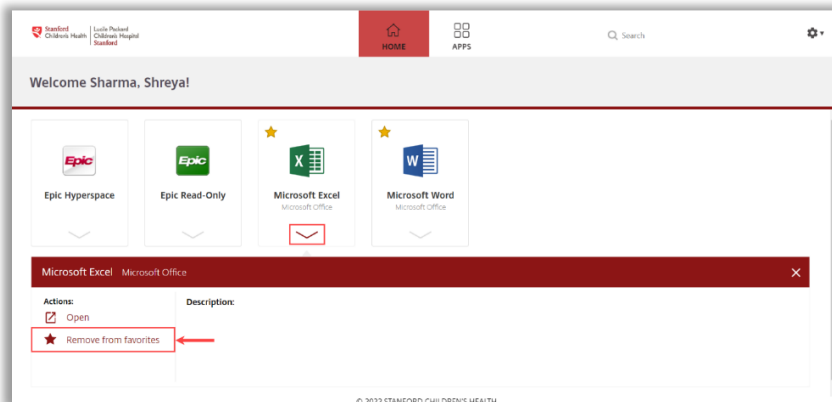 Stanford
Children's Health
Lucile Packard
Children's Hospital
Stanford
HOME
APPS
Search
Welcome Sharma, Shreya!
Epic
Epic
X
W
Epic Hyperspace
Epic Read-Only
Microsoft Excel
Microsoft Office
Microsoft Word
Microsoft Office
Microsoft Excel Microsoft Office
Actions:
Description:
Open
Remove from favorites
© 2022 STANFORD CHILDREN'S HEALTH